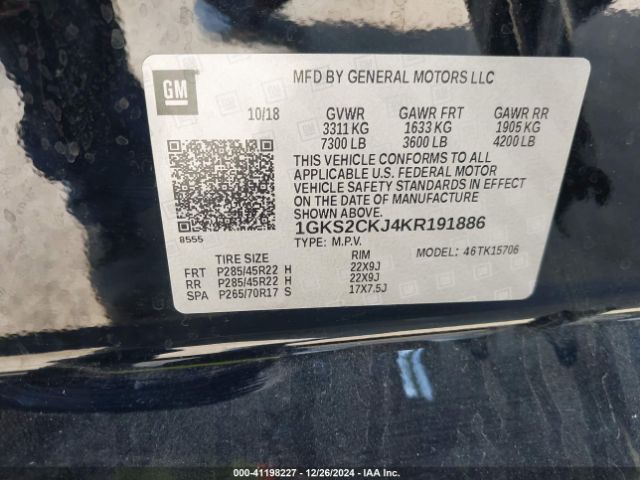 GM
MFD BY GENERAL MOTORS LLC
10/18 GVWR GAWR FRT GAWR RR
3311 KG 1633 KG 1905 KG
7300 LB 3600 LB 4200 LB
THIS VEHICLE CONFORMS TO ALL
APPLICABLE U.S. FEDERAL MOTOR
VEHICLE SAFETY STANDARDS IN EFFECT
ON THE DATE OF MANUFACTURE
SHOWN ABOVE.
8555
1GKS2CKJ4KR191886
TYPE: M.P.V. MODEL: 46TK15706
TIRE SIZE RIM
FRT P285/45R22 H 22X9J
RR P285/45R22 H 22X9J
SPA P265/70R17 S 17X7.5J
000-41198227 - 12/26/2024 - IAA Inc.